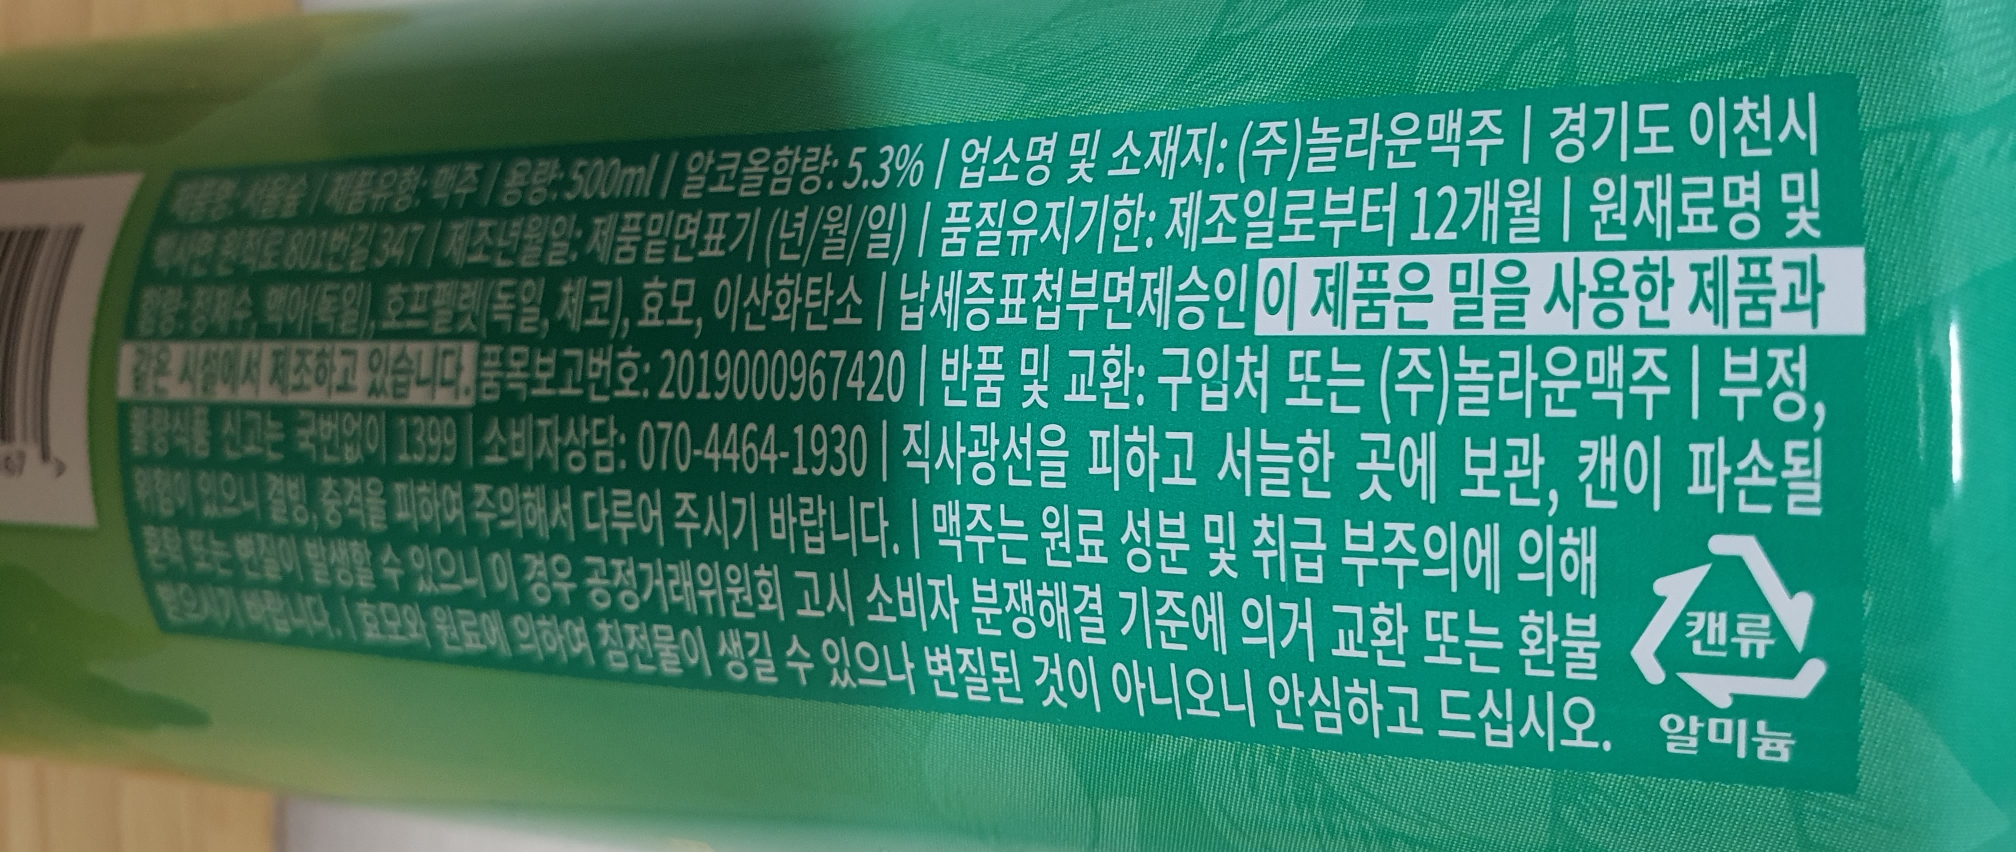 제품명: 서울숲 | 제품유형: 맥주 | 용량: 500ml | 알코올함량: 5.3% | 업소명 및 소재지: (주)놀라운맥주 | 경기도 이천시
백사면 원적로 601번길 347 | 제조년월일: 제품밑면표기 (년/월/일) | 품질유지기한: 제조일로부터 12개월 | 원재료명 및
함량: 정제수, 맥아(독일), 호프펠렛(독일, 체코), 효모, 이산화탄소 | 납세증표첩부면제승인 이 제품은 밀을 사용한 제품과
같은 시설에서 제조하고 있습니다. 품목보고번호: 2019000967420 | 반품 및 교환: 구입처 또는 (주)놀라운맥주 | 부정,
불량식품 신고는 국번없이 1399 | 소비자상담: 070-4464-1930 | 직사광선을 피하고 서늘한 곳에 보관, 캔이 파손될
위험이 있으니 결빙, 충격을 피하여 주의해서 다루어 주시기 바랍니다. | 맥주는 원료 성분 및 취급 부주의에 의해
혼탁 또는 변질이 발생할 수 있으니 이 경우 공정거래위원회 고시 소비자 분쟁해결 기준에 의거 교환 또는 환불
받으시기 바랍니다. | 효모와 원료에 의하여 침전물이 생길 수 있으나 변질된 것이 아니오니 안심하고 드십시오.
캔류
알미늄